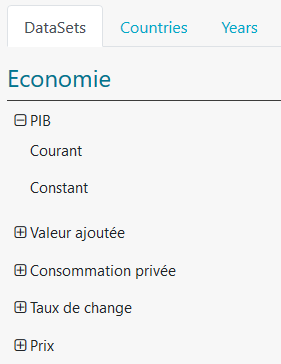 DataSets Countries Years
Economie
PIB
Courant
Constant
Valeur ajoutée
Consommation privée
Taux de change
Prix